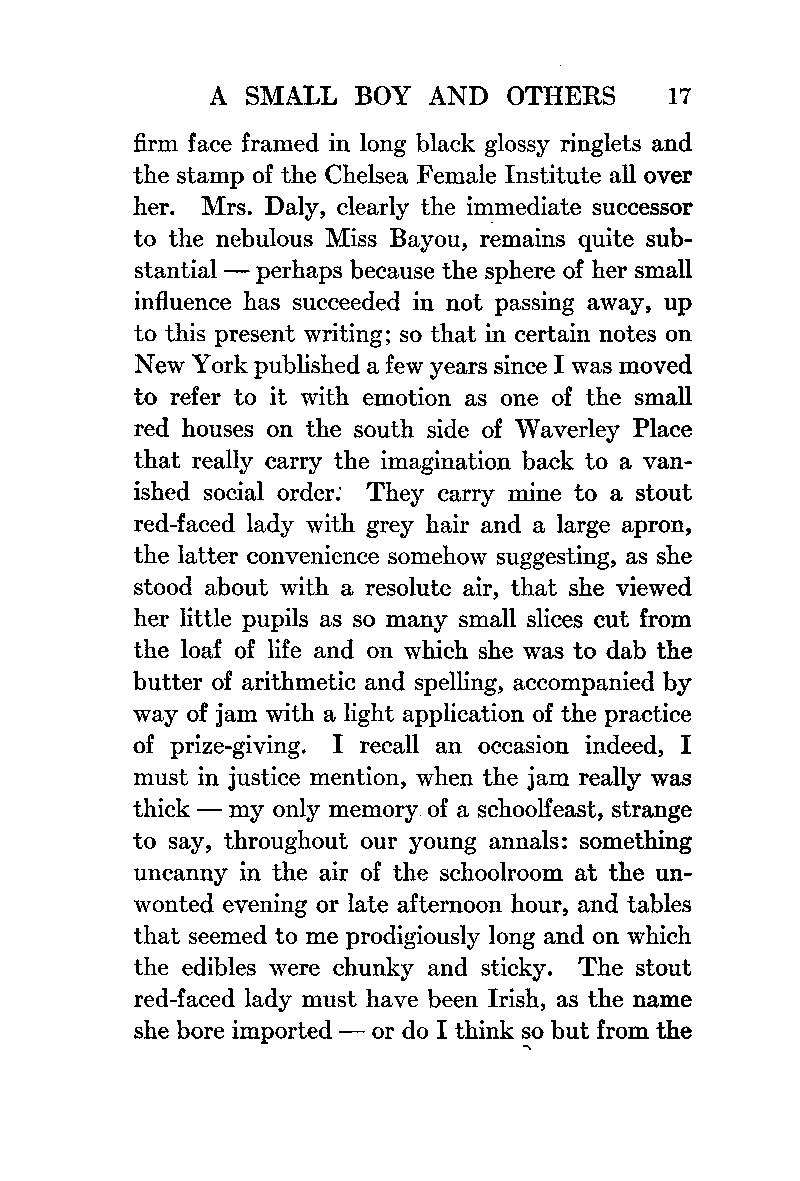 A SMALL BOY AND OTHERS 17
firm face framed in long black glossy ringlets and
the stamp of the Chelsea Female Institute all over
her. Mrs. Daly, clearly the immediate successor
to the nebulous Miss Bayou, remains quite sub-
stantial — perhaps because the sphere of her small
influence has succeeded in not passing away, up
to this present writing; so that in certain notes on
New York published a few years since I was moved
to refer to it with emotion as one of the small
red houses on the south side of Waverley Place
that really carry the imagination back to a van-
ished social order. They carry mine to a stout
red-faced lady with grey hair and a large apron,
the latter convenience somehow suggesting, as she
stood about with a resolute air, that she viewed
her little pupils as so many small slices cut from
the loaf of life and on which she was to dab the
butter of arithmetic and spelling, accompanied by
way of jam with a light application of the practice
of prize-giving. I recall an occasion indeed, I
must in justice mention, when the jam really was
thick — my only memory of a schoolfeast, strange
to say, throughout our young annals: something
uncanny in the air of the schoolroom at the un-
wonted evening or late afternoon hour, and tables
that seemed to me prodigiously long and on which
the edibles were chunky and sticky. The stout
red-faced lady must have been Irish, as the name
she bore imported — or do I think so but from the